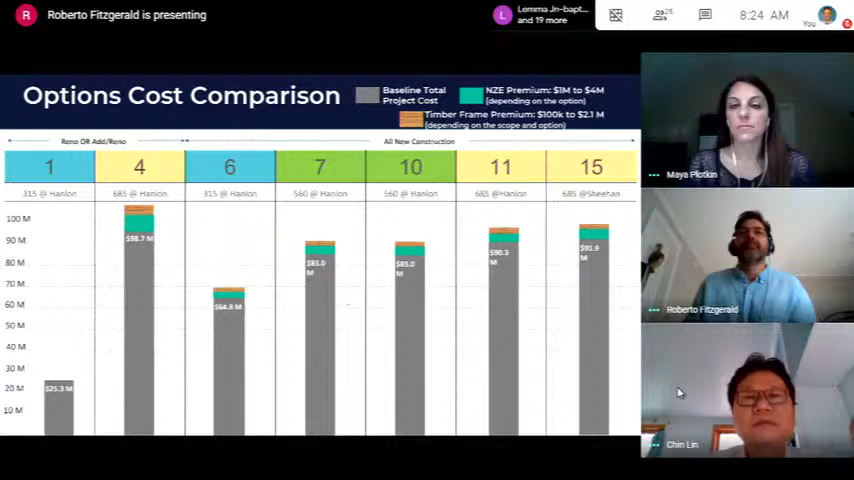 R Roberto Fitzgerald is presenting
L Lemma Jn-bapt...
and 19 more
26
8:24 AM
You
Options Cost Comparison
Baseline Total
Project Cost
NZE Premium: $1M to $4M
(depending on the option)
Timber Frame Premium: $100k to $2.1 M
(depending on the scope and option)
Reno OR Add/Reno
All New Construction
1 4 6 7 10 11 15
315 @ Hanlon 685 @ Hanlon 315 @ Hanlon 560 @ Hanlon 560 @ Hanlon 685@Hanlon 685 @Sheehan
100 M
90 M
80 M
70 M
60 M
50 M
40 M
30 M
20 M
10 M
$25.3 M
$98.7 M
$64.8 M
$83.0
M
$83.0
M
$90.3
M
$91.9
M
Maya Plotkin
Roberto Fitzgerald
Chin Lin